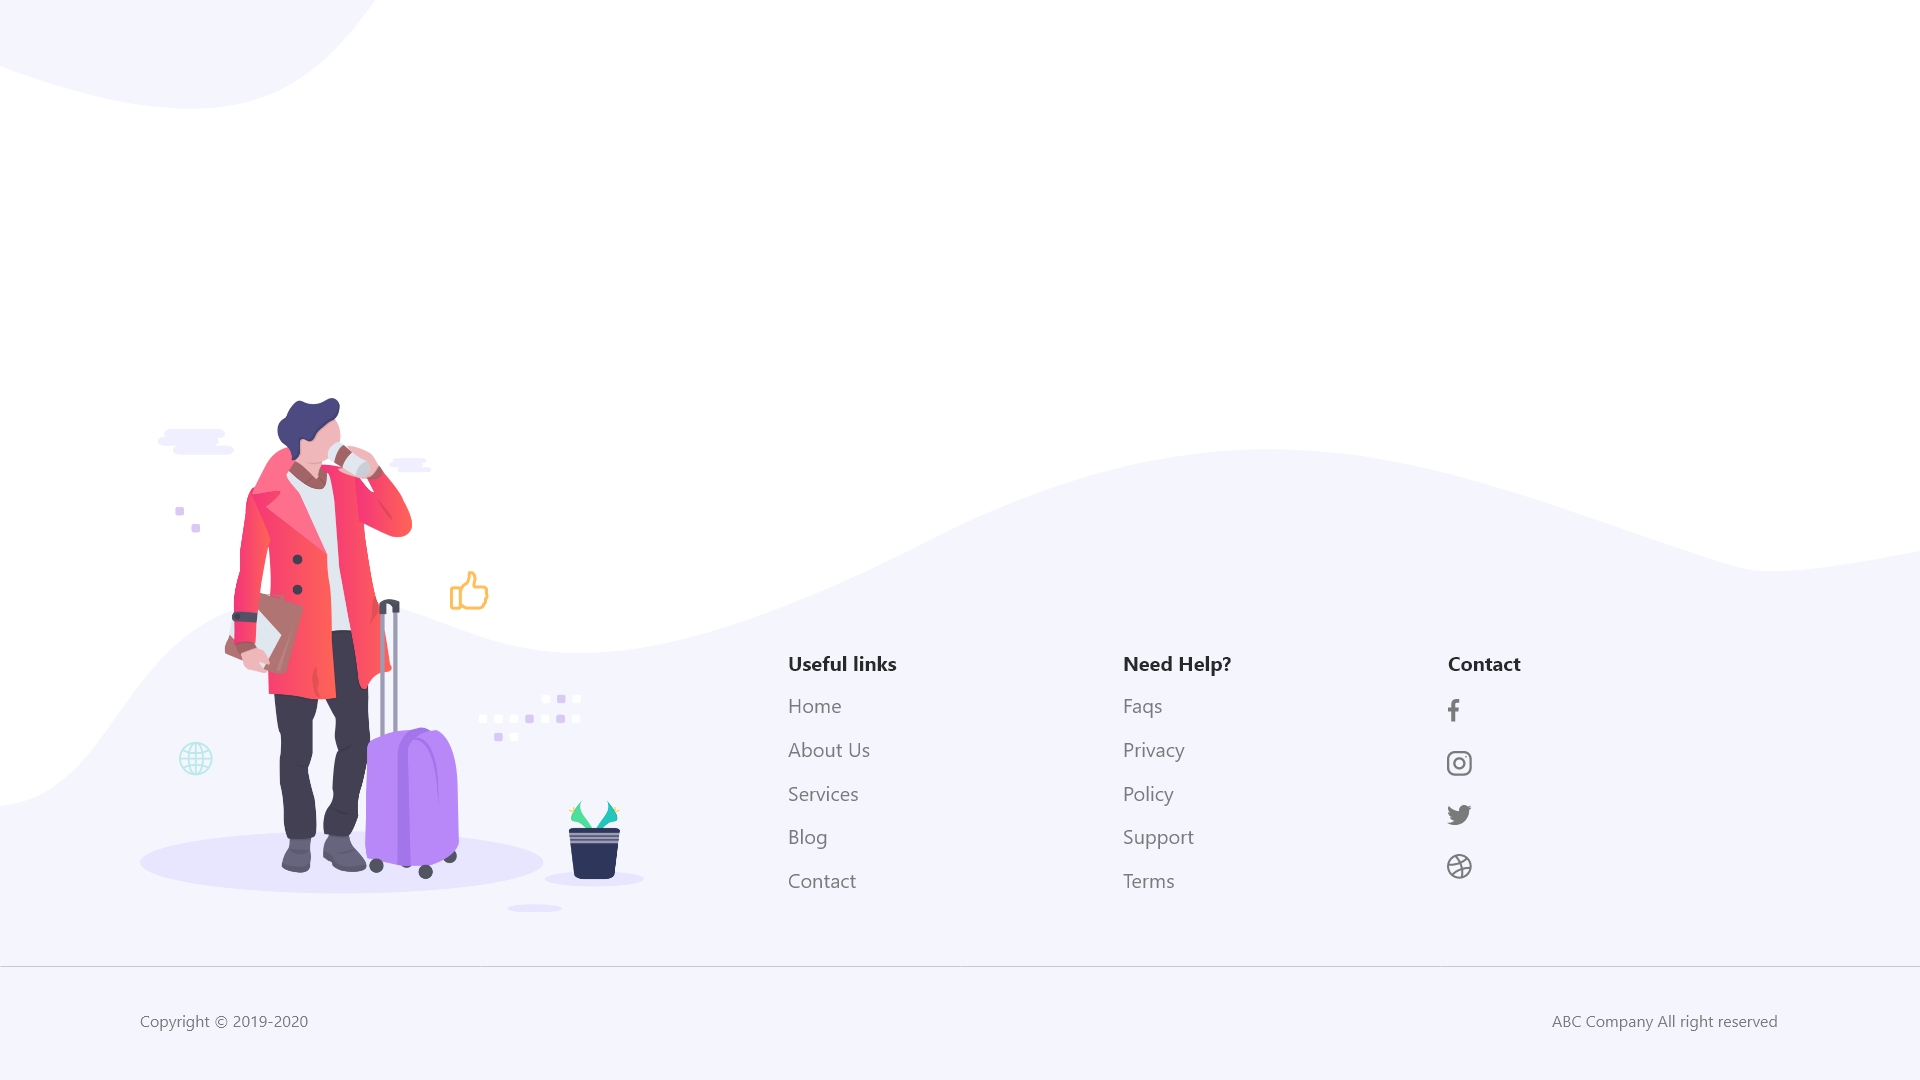 Useful links
Home
About Us
Services
Blog
Contact
Need Help?
Faqs
Privacy
Policy
Support
Terms
Contact
Copyright © 2019-2020
ABC Company All right reserved